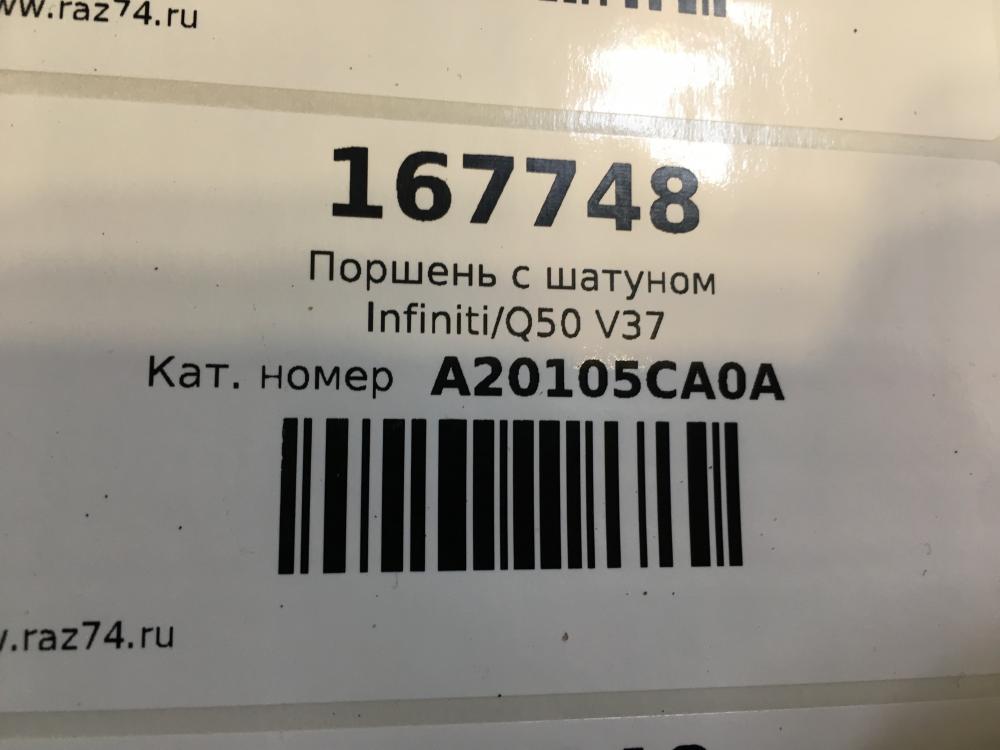 www.raz74.ru
167748
Поршень с шатуном
Infiniti/Q50 V37
Кат. номер A20105CA0A
.raz74.ru